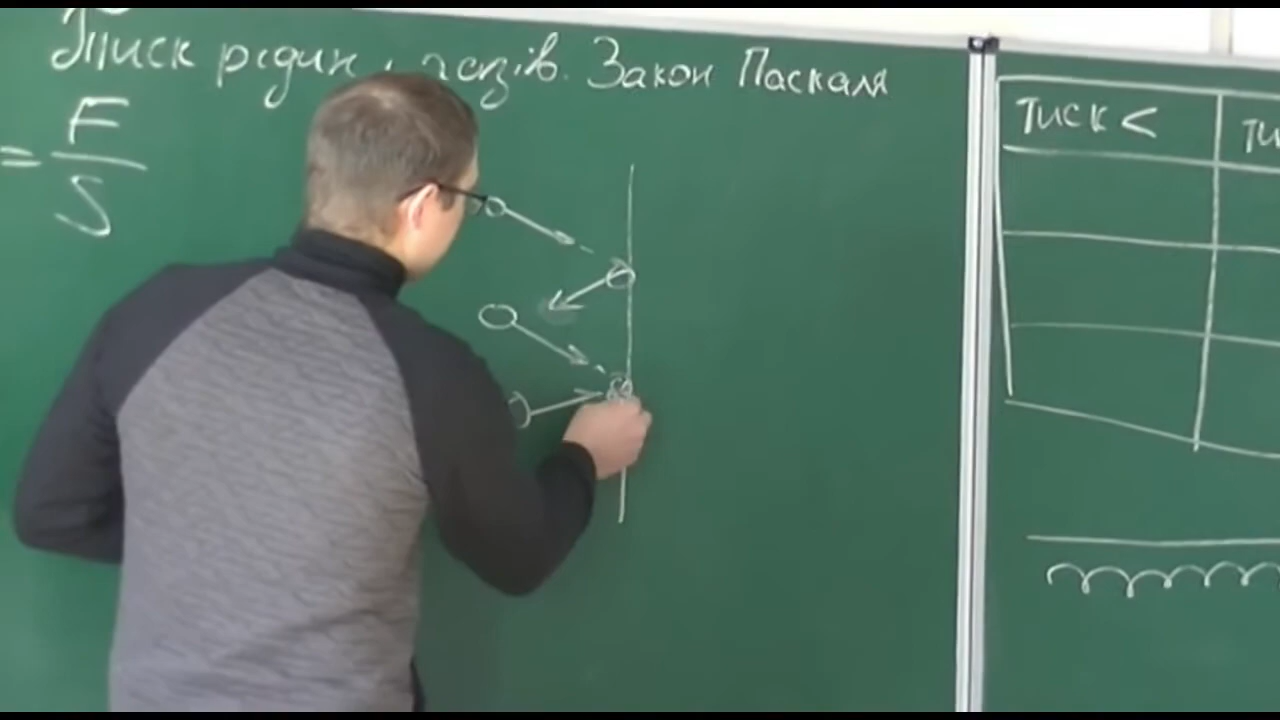 Тиск рідин і газів. Закон Паскаля
= F
S
тиск <
ти